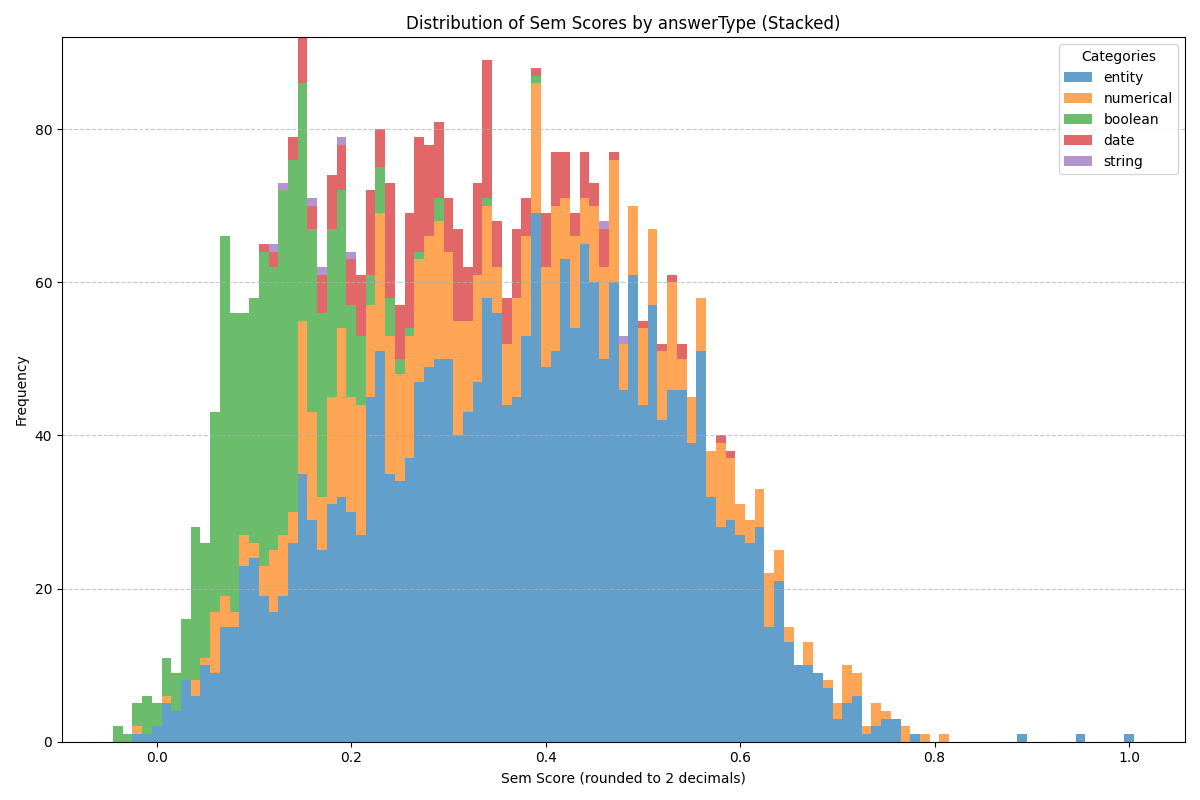 Distribution of Sem Scores by answerType (Stacked)
Categories
entity
numerical
boolean
date
string
Frequency
80
60
40
20
0
0.0 0.2 0.4 0.6 0.8 1.0
Sem Score (rounded to 2 decimals)